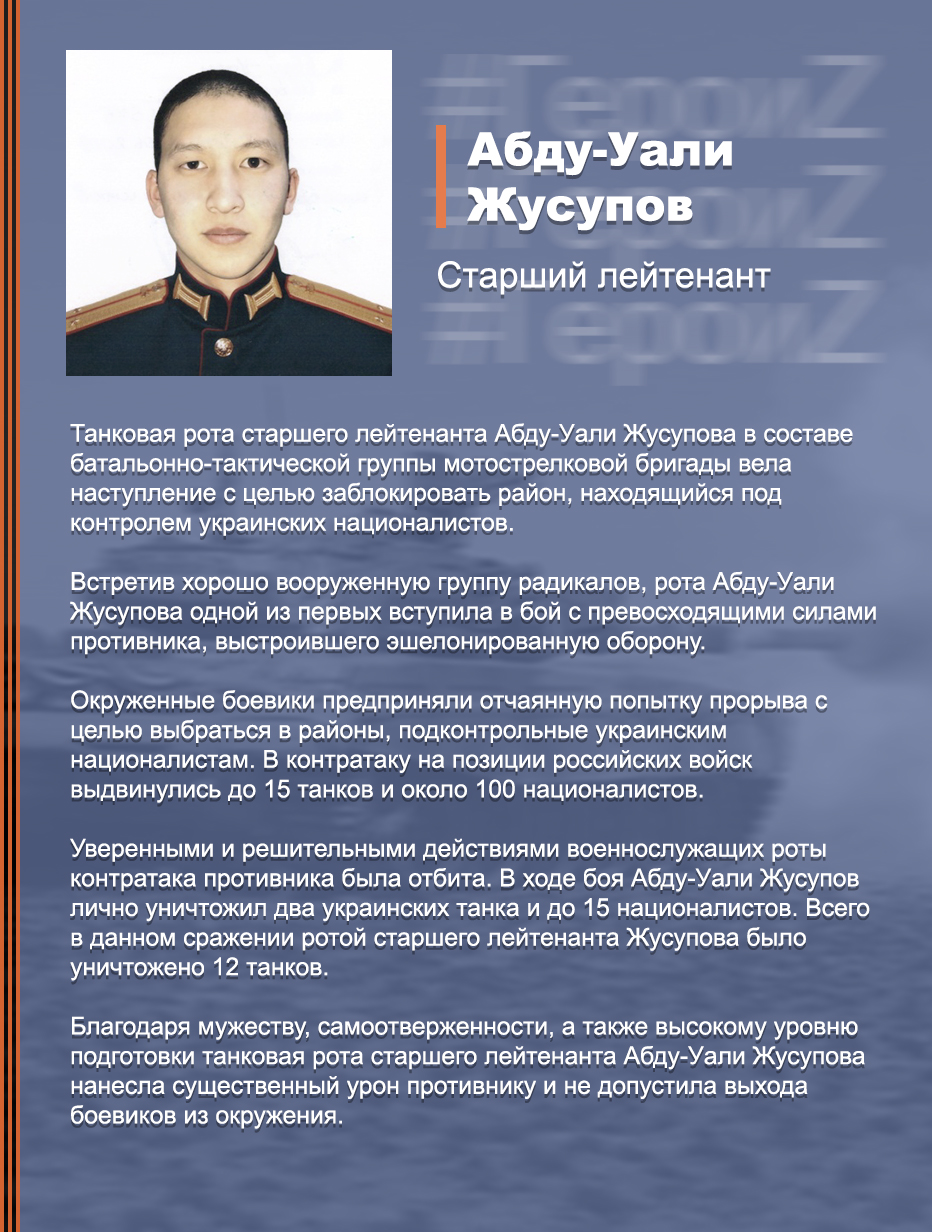 #ГероиZ
Абду-Уали
#ГероиZ
Жусупов
Старший лейтенант
#ГероиZ
Танковая рота старшего лейтенанта Абду-Уали Жусупова в составе
батальонно-тактической группы мотострелковой бригады вела
наступление с целью заблокировать район, находящийся под
контролем украинских националистов.
Встретив хорошо вооруженную группу радикалов, рота Абду-Уали
Жусупова одной из первых вступила в бой с превосходящими силами
противника, выстроившего эшелонированную оборону.
Окруженные боевики предприняли отчаянную попытку прорыва с
целью выбраться в районы, подконтрольные украинским
националистам. В контратаку на позиции российских войск
выдвинулись до 15 танков и около 100 националистов.
Уверенными и решительными действиями военнослужащих роты
контратака противника была отбита. В ходе боя Абду-Уали Жусупов
лично уничтожил два украинских танка и до 15 националистов. Всего
в данном сражении ротой старшего лейтенанта Жусупова было
уничтожено 12 танков.
Благодаря мужеству, самоотверженности, а также высокому уровню
подготовки танковая рота старшего лейтенанта Абду-Уали Жусупова
нанесла существенный урон противнику и не допустила выхода
боевиков из окружения.